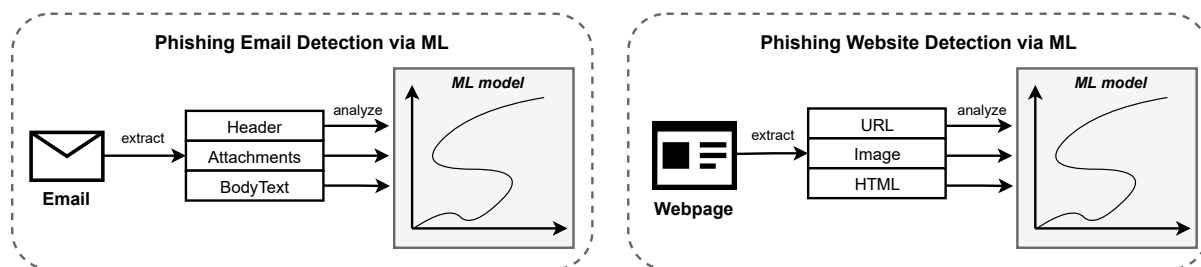 Phishing Email Detection via ML
ML model
analyze
Header
extract
Attachments
BodyText
Email
Phishing Website Detection via ML
ML model
analyze
URL
extract
Image
HTML
Webpage